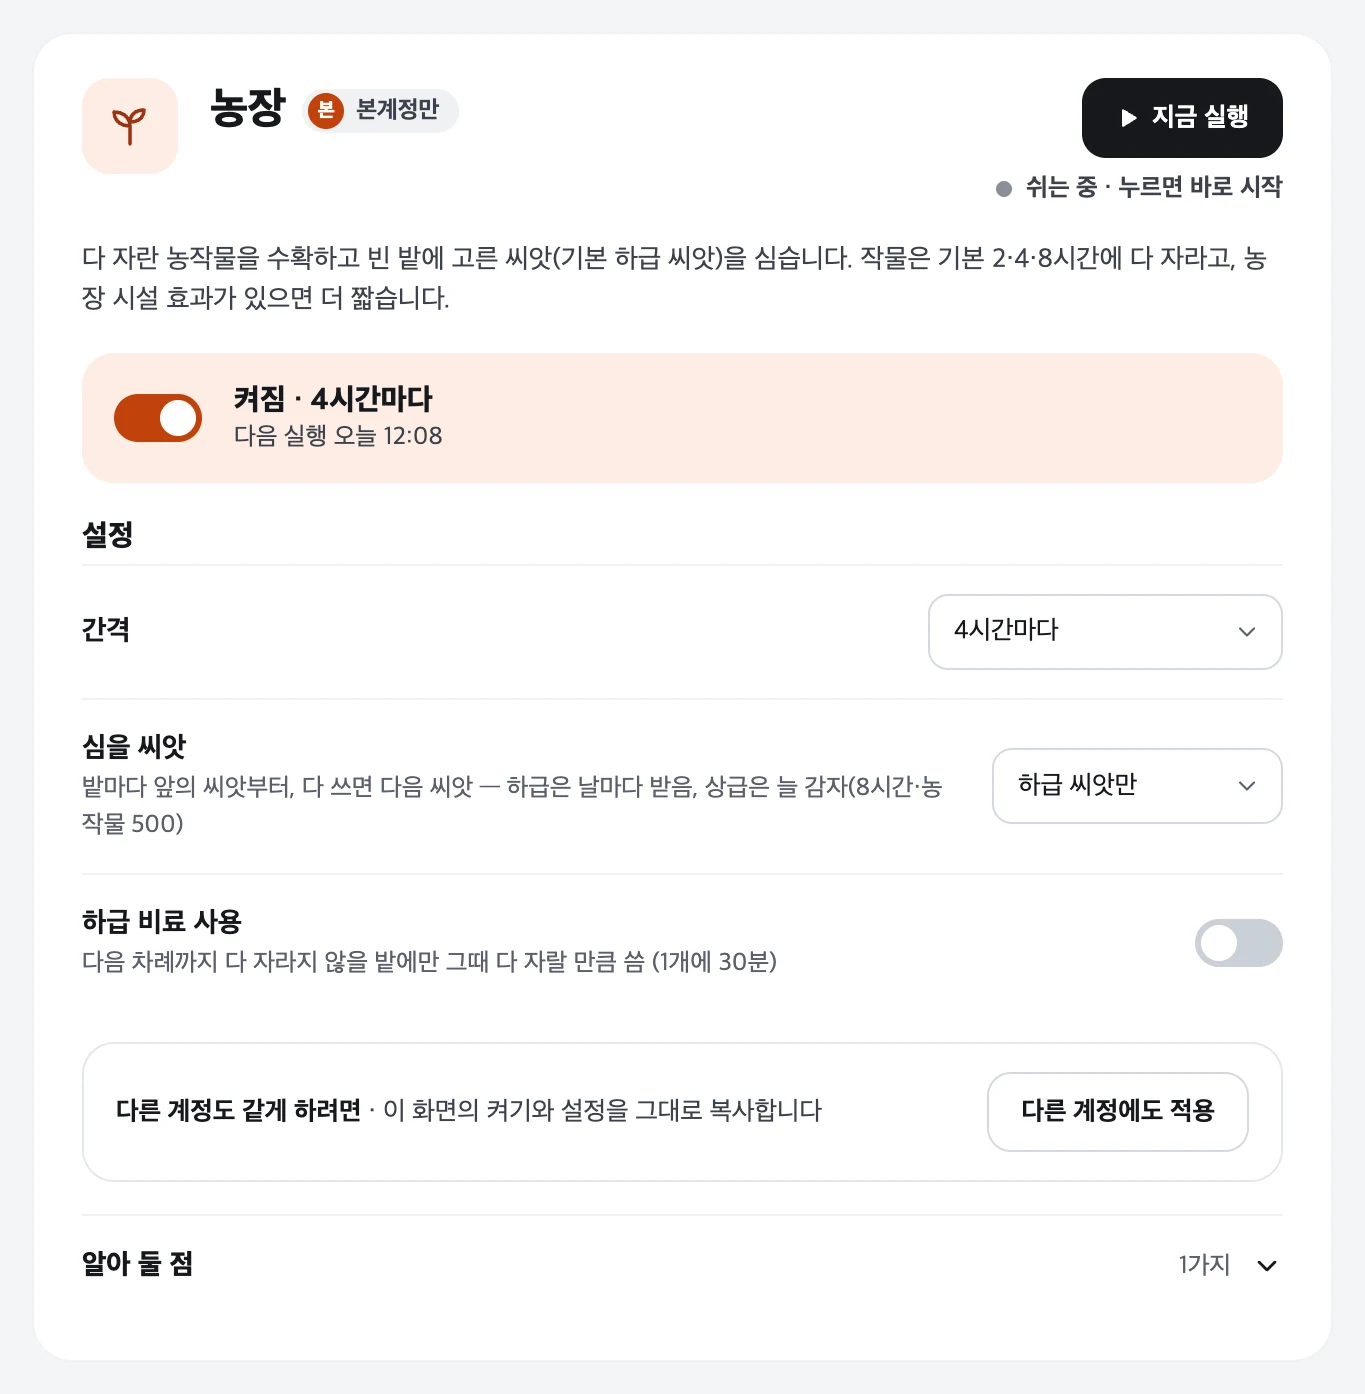 농장
본 본계정만
▶ 지금 실행
쉬는 중 · 누르면 바로 시작
다 자란 농작물을 수확하고 빈 밭에 고른 씨앗(기본 하급 씨앗)을 심습니다. 작물은 기본 2·4·8시간에 다 자라고, 농
장 시설 효과가 있으면 더 짧습니다.
켜짐 · 4시간마다
다음 실행 오늘 12:08
설정
간격
4시간마다
심을 씨앗
밭마다 앞의 씨앗부터, 다 쓰면 다음 씨앗 — 하급은 날마다 받음, 상급은 늘 감자(8시간·농
작물 500)
하급 씨앗만
하급 비료 사용
다음 차례까지 다 자라지 않을 밭에만 그때 다 자랄 만큼 씀 (1개에 30분)
다른 계정도 같게 하려면 · 이 화면의 켜기와 설정을 그대로 복사합니다
다른 계정에도 적용
알아 둘 점
1가지